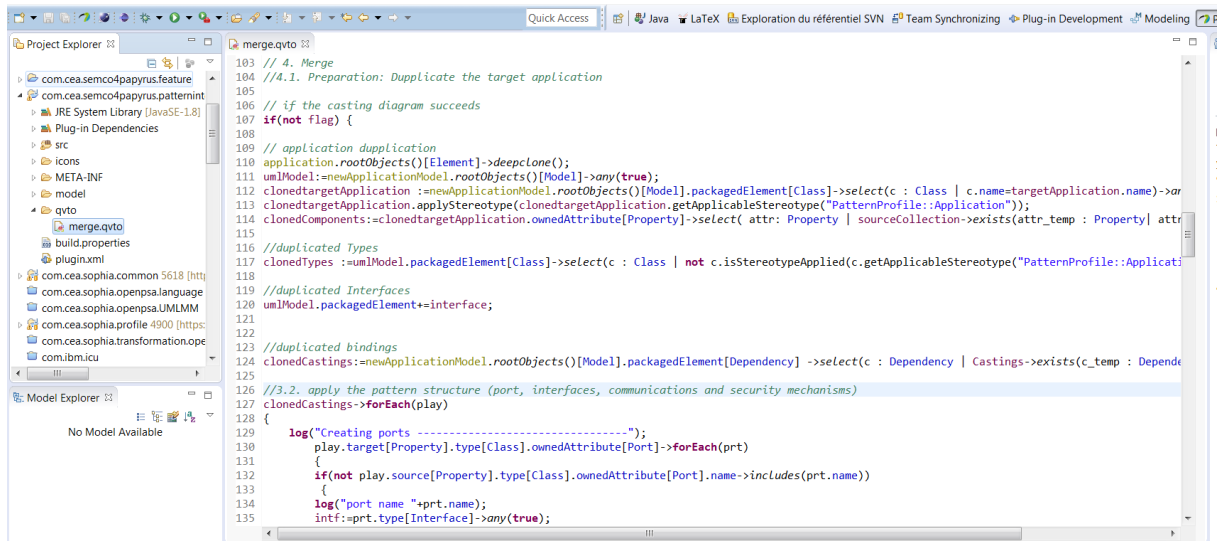 Quick Access
Java
LaTeX
Exploration du référentiel SVN
Team Synchronizing
Plug-in Development
Modeling
Project Explorer
com.cea.semco4papyrus.feature
com.cea.semco4papyrus.patternint
JRE System Library [JavaSE-1.8]
Plug-in Dependencies
src
icons
META-INF
model
qvto
merge.qvto
build.properties
plugin.xml
com.cea.sophia.common 5618 [htt
com.cea.sophia.openpsa.language
com.cea.sophia.openpsa.UMLMM
com.cea.sophia.profile 4900 [https:
com.cea.sophia.transformation.ope
com.ibm.icu
Model Explorer
No Model Available
merge.qvto
103 // 4. Merge
104 //4.1. Preparation: Dupplicate the target application
105
106 // if the casting diagram succeeds
107 if(not flag) {
108
109 // application dupplication
110 application.rootObjects()[Element]->deepclone();
111 umlModel:=newApplicationModel.rootObjects()[Model]->any(true);
112 clonedtargetApplication :=newApplicationModel.rootObjects()[Model].packagedElement[Class]->select(c : Class | c.name=targetApplication.name)->ar
113 clonedtargetApplication.applyStereotype(clonedtargetApplication.getApplicableStereotype("PatternProfile::Application"));
114 clonedComponents:=clonedtargetApplication.ownedAttribute[Property]->select( attr: Property | sourceCollection->exists(attr_temp : Property| attr
115
116 //duplicated Types
117 clonedTypes :=umlModel.packagedElement[Class]->select(c : Class | not c.isStereotypeApplied(c.getApplicableStereotype("PatternProfile::Applicati
118
119 //duplicated Interfaces
120 umlModel.packagedElement+=interface;
121
122
123 //duplicated bindings
124 clonedCastings:=newApplicationModel.rootObjects()[Model].packagedElement[Dependency] ->select(c : Dependency | Castings->exists(c_temp : Depende
125
126 //3.2. apply the pattern structure (port, interfaces, communications and security mechanisms)
127 clonedCastings->forEach(play)
128 {
129 log("Creating ports --------------------------------");
130 play.target[Property].type[Class].ownedAttribute[Port]->forEach(prt)
131 {
132 if(not play.source[Property].type[Class].ownedAttribute[Port].name->includes(prt.name))
133 {
134 log("port name "+prt.name);
135 intf:=prt.type[Interface]->any(true);